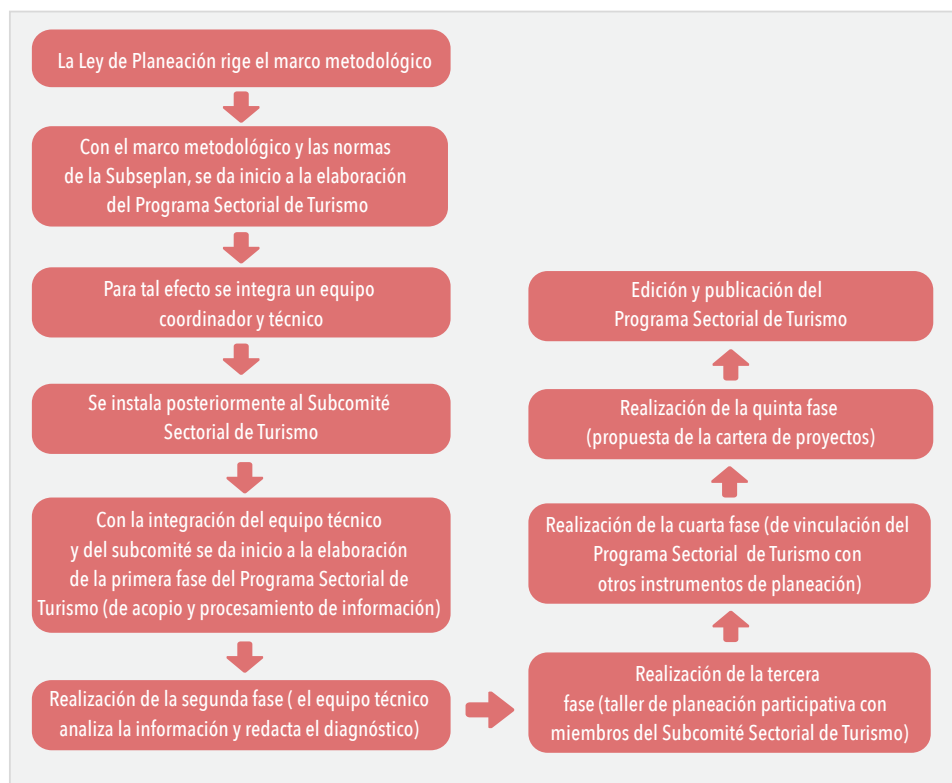 La Ley de Planeación rige el marco metodológico
Con el marco metodológico y las normas
de la Subseplan, se da inicio a la elaboración
del Programa Sectorial de Turismo
Para tal efecto se integra un equipo
coordinador y técnico
Se instala posteriormente al Subcomité
Sectorial de Turismo
Con la integración del equipo técnico
y del subcomité se da inicio a la elaboración
de la primera fase del Programa Sectorial de
Turismo (de acopio y procesamiento de información)
Realización de la segunda fase ( el equipo técnico
analiza la información y redacta el diagnóstico)
Realización de la tercera
fase (taller de planeación participativa con
miembros del Subcomité Sectorial de Turismo)
Realización de la cuarta fase (de vinculación del
Programa Sectorial de Turismo con
otros instrumentos de planeación)
Realización de la quinta fase
(propuesta de la cartera de proyectos)
Edición y publicación del
Programa Sectorial de Turismo